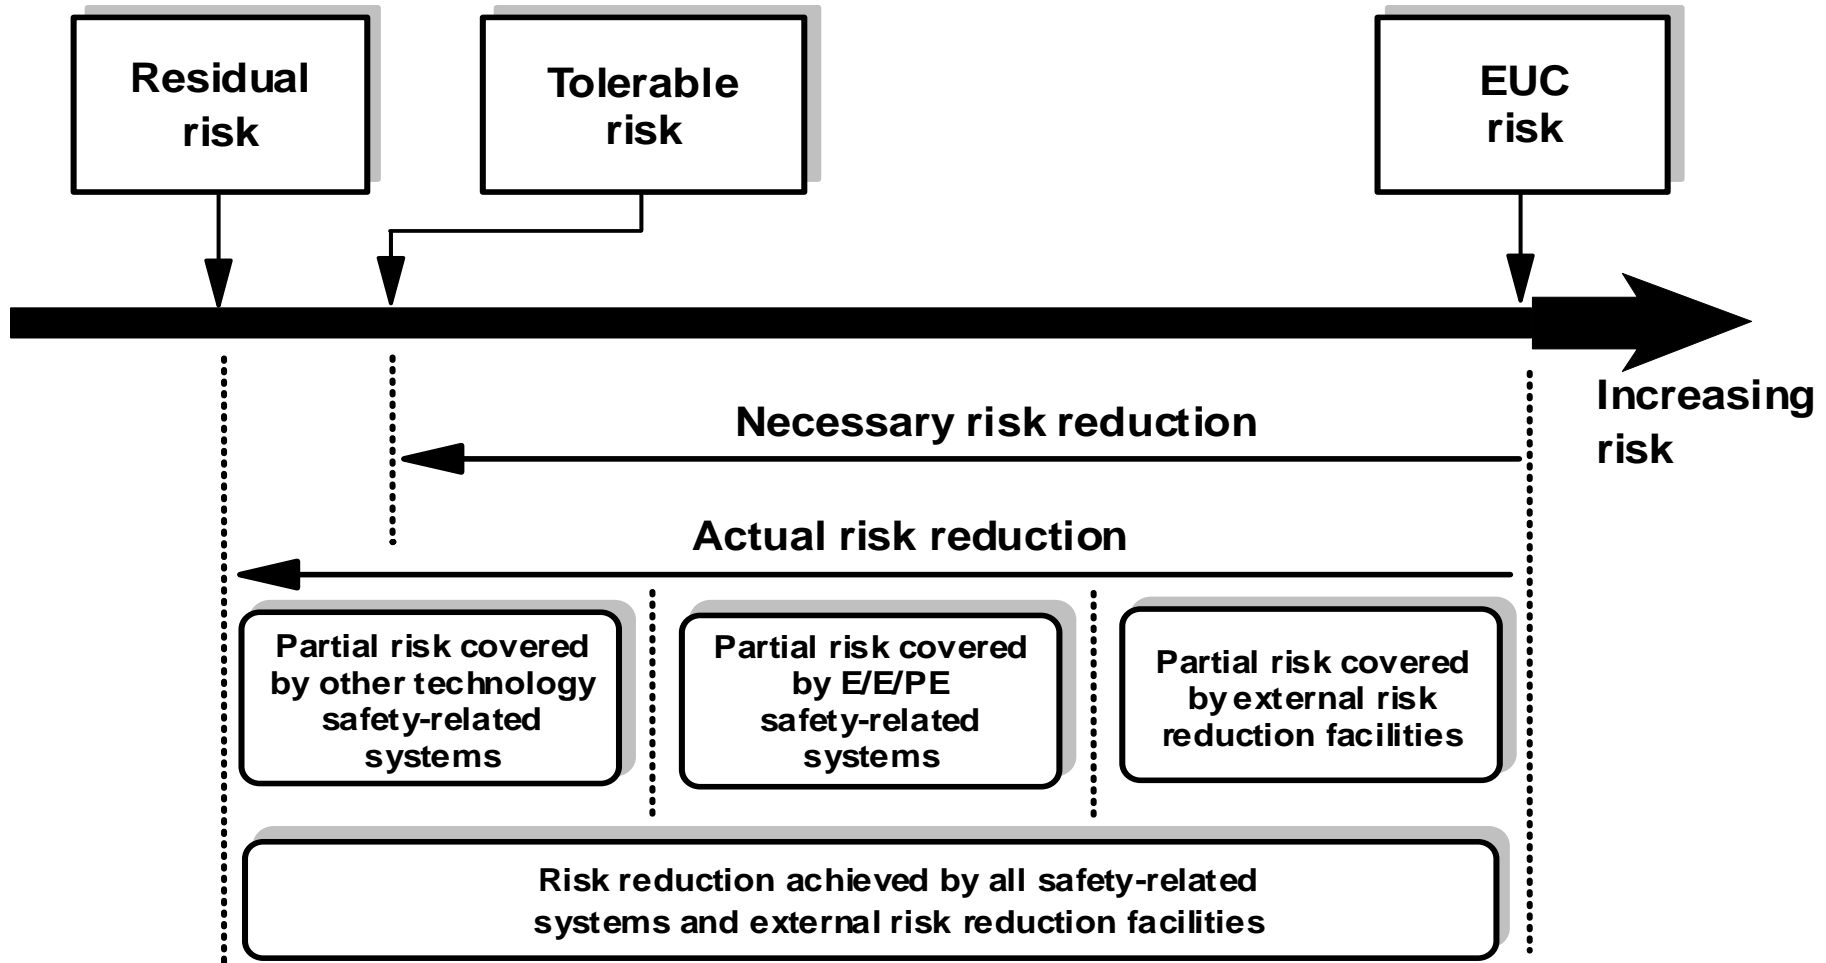 Residual
risk
Tolerable
risk
EUC
risk
Increasing
risk
Necessary risk reduction
Actual risk reduction
Partial risk covered
by other technology
safety-related
systems
Partial risk covered
by E/E/PE
safety-related
systems
Partial risk covered
by external risk
reduction facilities
Risk reduction achieved by all safety-related
systems and external risk reduction facilities